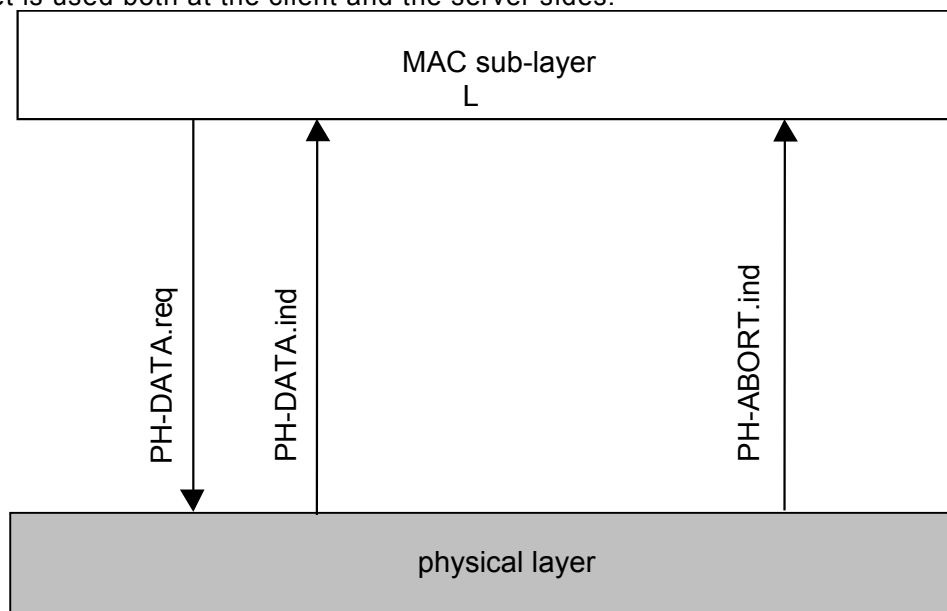 is used both at the client and the server sides.
MAC sub-layer
L
PH-DATA.req
PH-DATA.ind
PH-ABORT.ind
physical layer